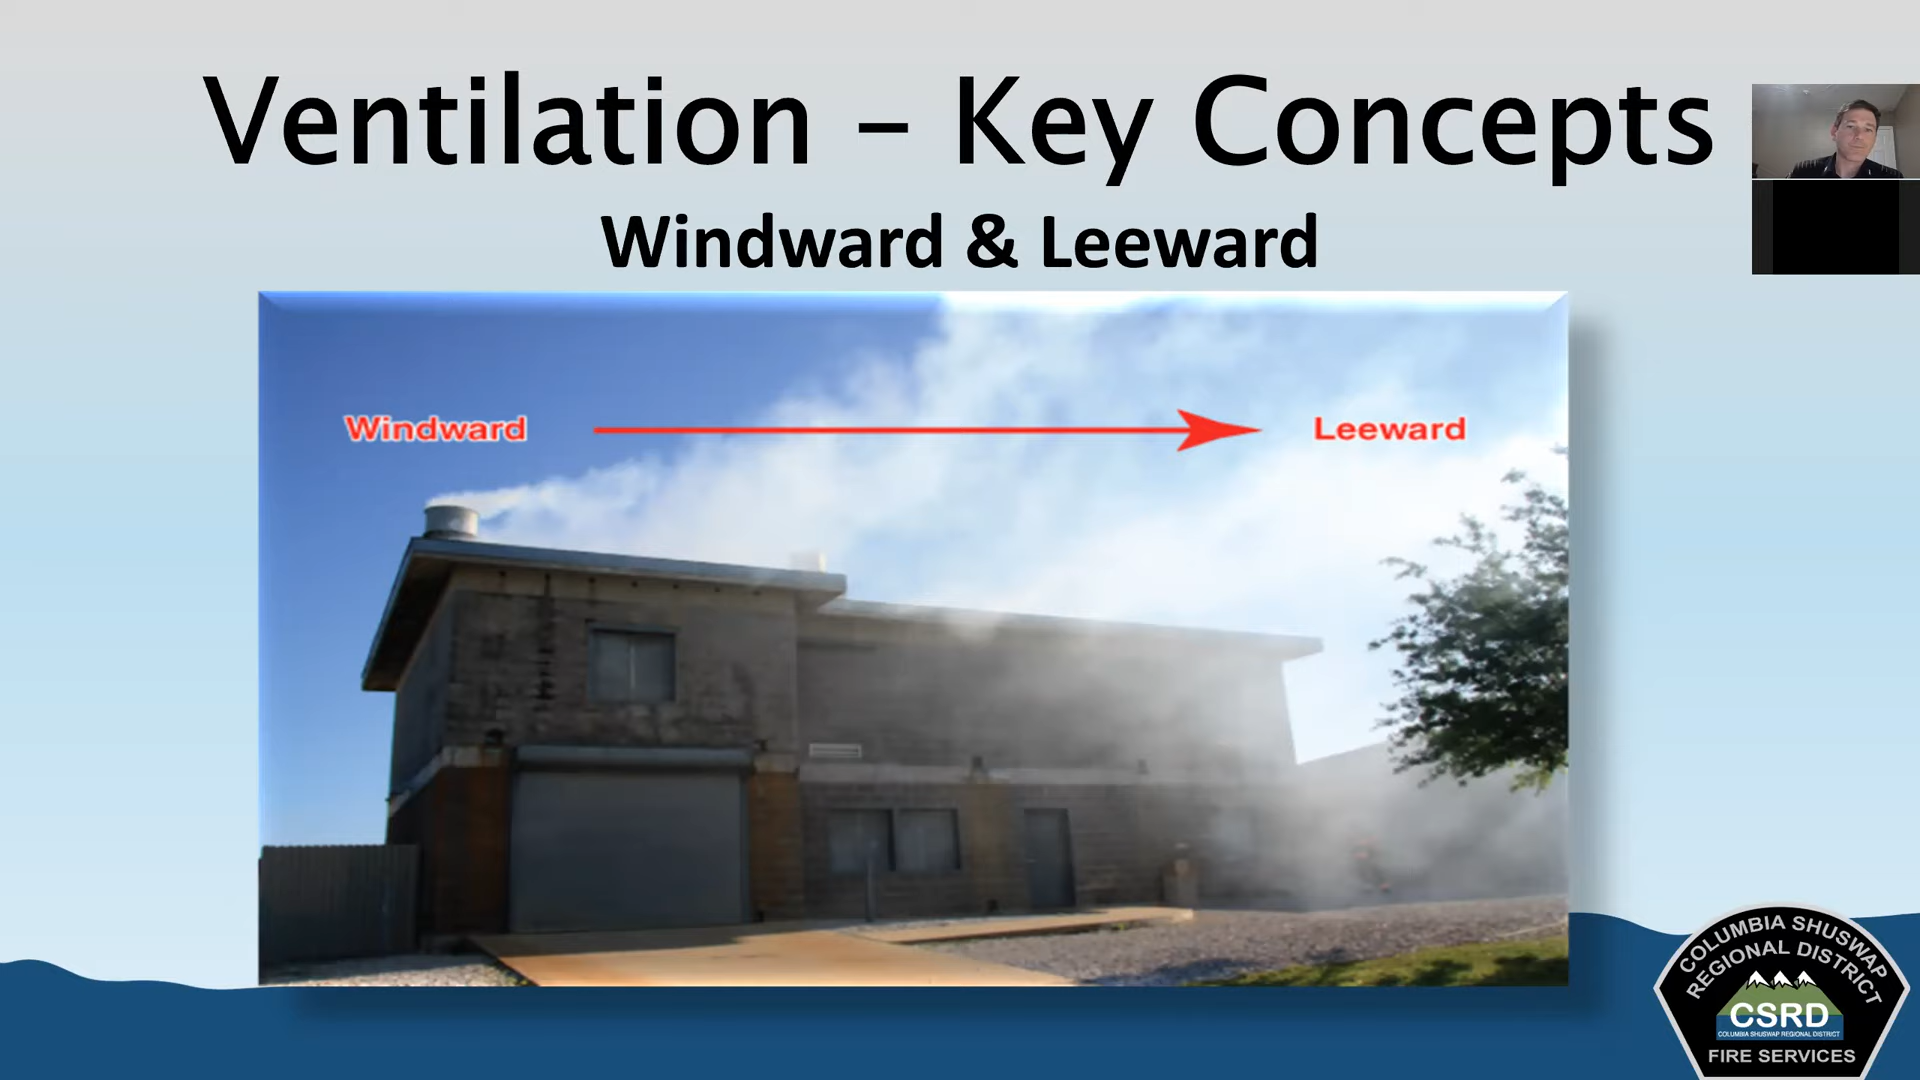 Ventilation – Key Concepts
Windward & Leeward
Windward
Leeward
COLUMBIA SHUSWAP
REGIONAL DISTRICT
CSRD
COLUMBIA SHUSWAP REGIONAL DISTRICT
FIRE SERVICES